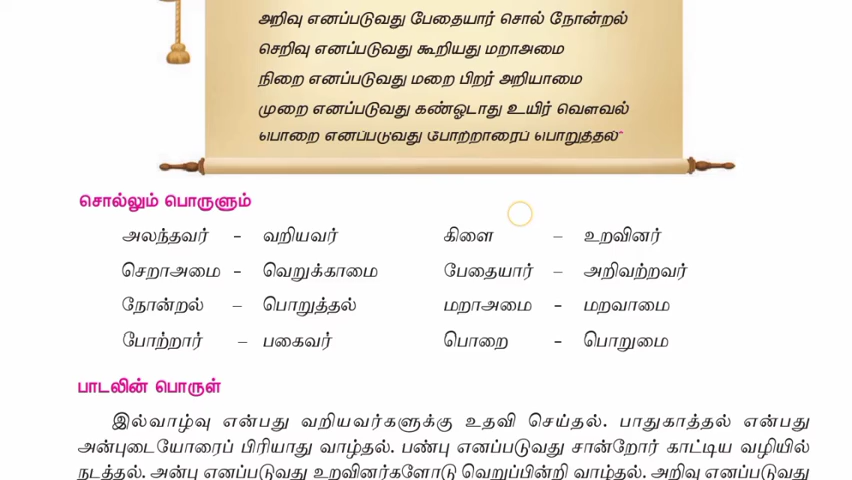 அறிவு எனப்படுவது பேதையார் சொல் நோன்றல்
செறிவு எனப்படுவது கூறியது மறாஅமை
நிறை எனப்படுவது மறை பிறர் அறியாமை
முறை எனப்படுவது கண்ஓடாது உயிர் வௌவல்
பொறை எனப்படுவது போற்றாரைப் பொறுத்தல்*
சொல்லும் பொருளும்
அலந்தவர் - வறியவர் கிளை – உறவினர்
செறாஅமை - வெறுக்காமை பேதையார் – அறிவற்றவர்
நோன்றல் – பொறுத்தல் மறாஅமை - மறவாமை
போற்றார் – பகைவர் பொறை - பொறுமை
பாடலின் பொருள்
இல்வாழ்வு என்பது வறியவர்களுக்கு உதவி செய்தல். பாதுகாத்தல் என்பது
அன்புடையோரைப் பிரியாது வாழ்தல். பண்பு எனப்படுவது சான்றோர் காட்டிய வழியில்
நடத்தல். அன்பு எனப்படுவது உறவினர்களோடு வெறுப்பின்றி வாழ்தல். அறிவு எனப்படுவது